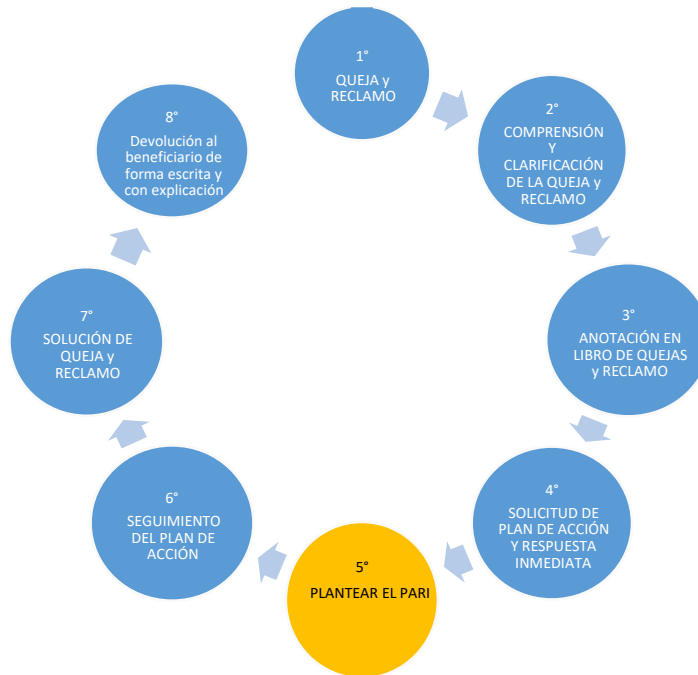 1°
QUEJA y
RECLAMO
2°
COMPRENSIÓN
Y
CLARIFICACIÓN
DE LA QUEJA y
RECLAMO
3°
ANOTACIÓN EN
LIBRO DE QUEJAS
y RECLAMO
4°
SOLICITUD DE
PLAN DE ACCIÓN
Y RESPUESTA
INMEDIATA
5°
PLANTEAR EL PARI
6°
SEGUIMIENTO
DEL PLAN DE
ACCIÓN
7°
SOLUCIÓN DE
QUEJA y
RECLAMO
8°
Devolución al
beneficiario de
forma escrita y
con explicación